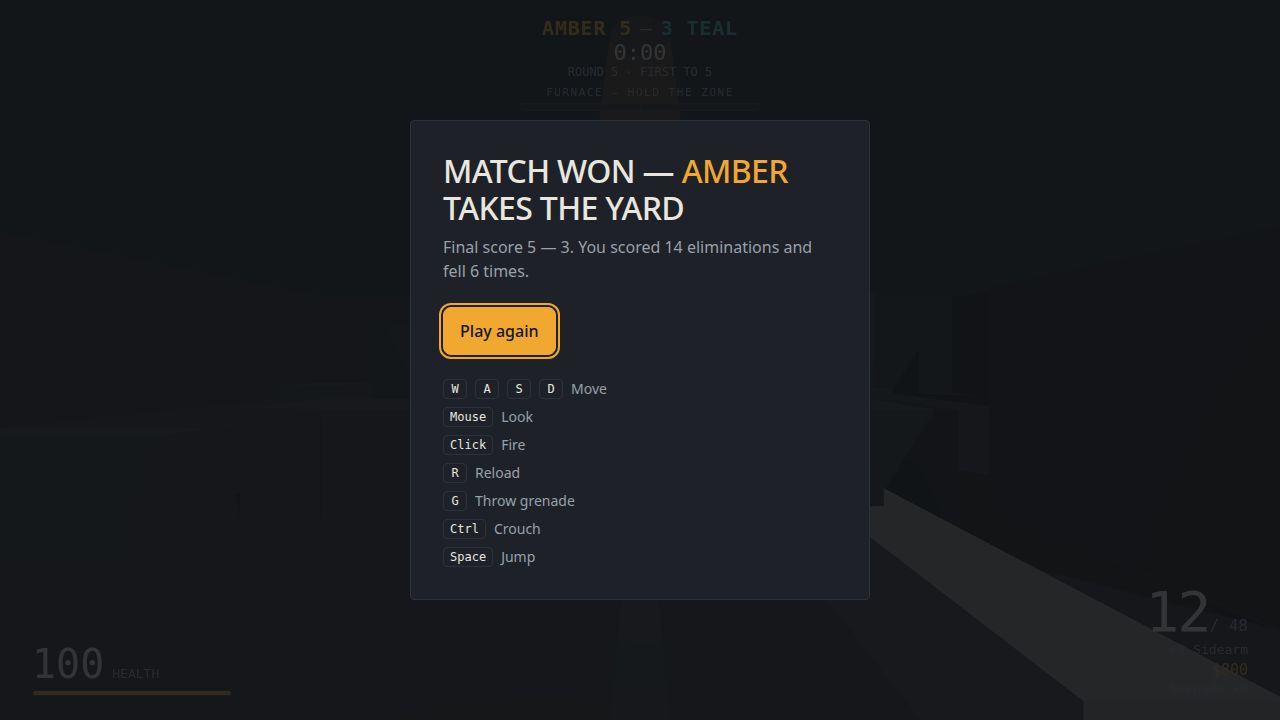 AMBER 5 — 3 TEAL
0:00
ROUND 5 · FIRST TO 5
FURNACE — HOLD THE ZONE
MATCH WON — AMBER
TAKES THE YARD
Final score 5 — 3. You scored 14 eliminations and
fell 6 times.
Play again
W A S D Move
Mouse Look
Click Fire
R Reload
G Throw grenade
Ctrl Crouch
Space Jump
12 / 48
Sidearm
$800
100 HEALTH